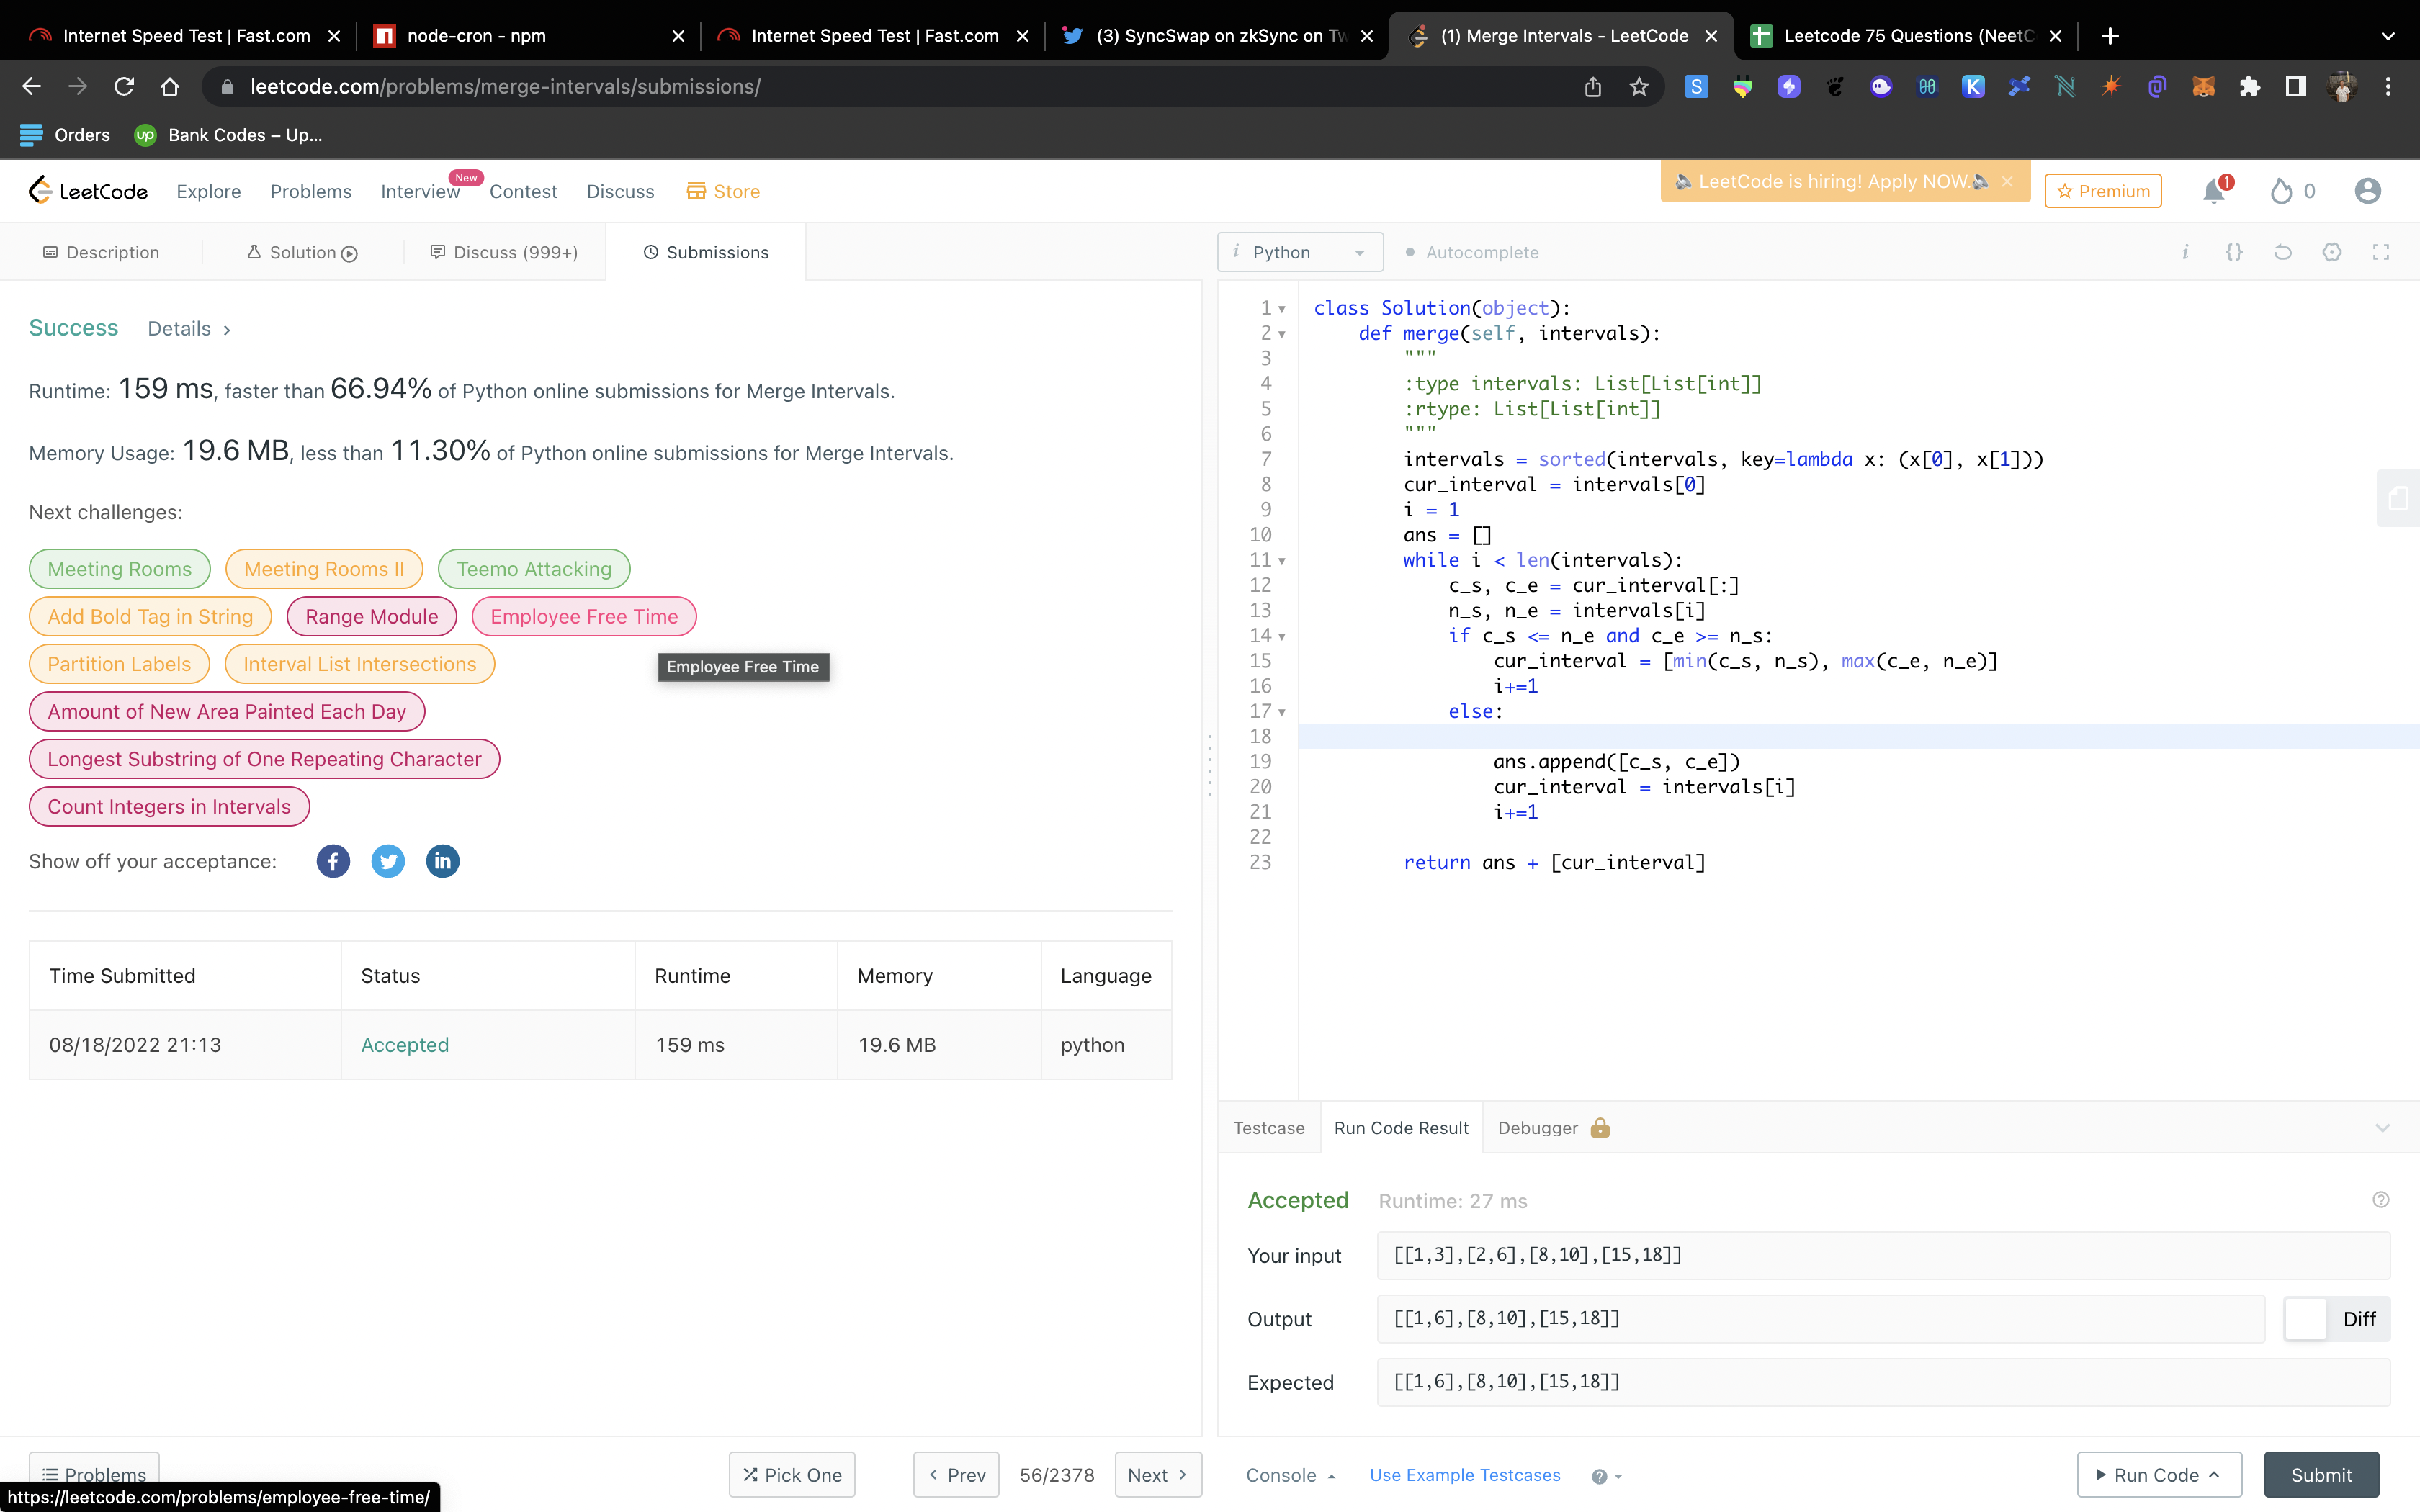 Internet Speed Test | Fast.com
node-cron - npm
Internet Speed Test | Fast.com
(3) SyncSwap on zkSync on Tw
(1) Merge Intervals - LeetCode
Leetcode 75 Questions (NeetC
leetcode.com/problems/merge-intervals/submissions/
Orders
Bank Codes – Up...
LeetCode
Explore
Problems
Interview
New
Contest
Discuss
Store
LeetCode is hiring! Apply NOW.
Premium
1
0
Description
Solution
Discuss (999+)
Submissions
Success
Details
Runtime: 159 ms, faster than 66.94% of Python online submissions for Merge Intervals.
Memory Usage: 19.6 MB, less than 11.30% of Python online submissions for Merge Intervals.
Next challenges:
Meeting Rooms
Meeting Rooms II
Teemo Attacking
Add Bold Tag in String
Range Module
Employee Free Time
Partition Labels
Interval List Intersections
Employee Free Time
Amount of New Area Painted Each Day
Longest Substring of One Repeating Character
Count Integers in Intervals
Show off your acceptance:
Time Submitted Status Runtime Memory Language
08/18/2022 21:13 Accepted 159 ms 19.6 MB python
Problems
https://leetcode.com/problems/employee-free-time/
Pick One
Prev
56/2378
Next
i Python
Autocomplete
i {}
1 class Solution(object):
2 def merge(self, intervals):
3 """
4 :type intervals: List[List[int]]
5 :rtype: List[List[int]]
6 """
7 intervals = sorted(intervals, key=lambda x: (x[0], x[1]))
8 cur_interval = intervals[0]
9 i = 1
10 ans = []
11 while i < len(intervals):
12 c_s, c_e = cur_interval[:]
13 n_s, n_e = intervals[i]
14 if c_s <= n_e and c_e >= n_s:
15 cur_interval = [min(c_s, n_s), max(c_e, n_e)]
16 i+=1
17 else:
18
19 ans.append([c_s, c_e])
20 cur_interval = intervals[i]
21 i+=1
22
23 return ans + [cur_interval]
Testcase
Run Code Result
Debugger
Accepted
Runtime: 27 ms
Your input
[[1,3],[2,6],[8,10],[15,18]]
Output
[[1,6],[8,10],[15,18]]
Diff
Expected
[[1,6],[8,10],[15,18]]
Console
Use Example Testcases
Run Code
Submit